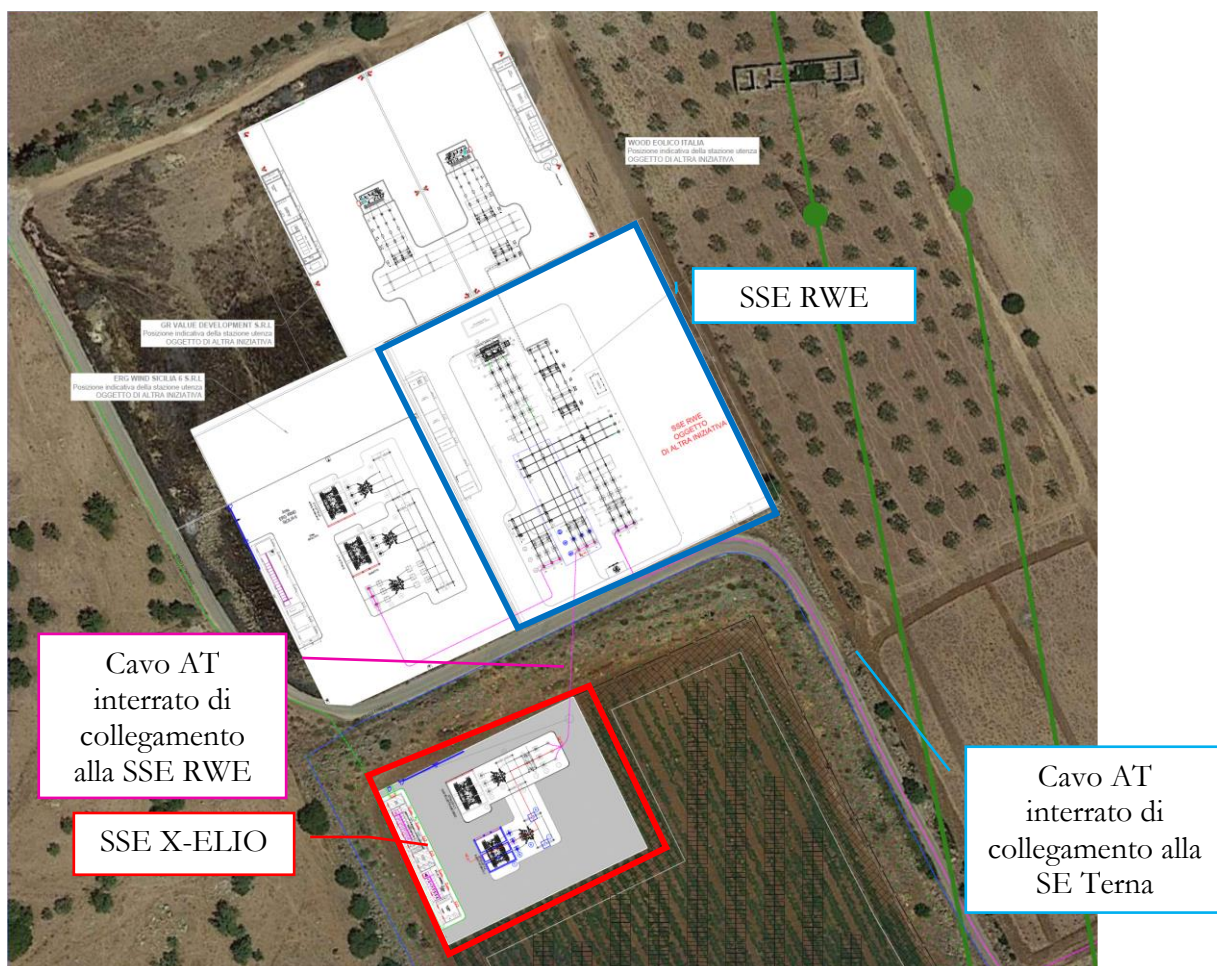 WOOD EOLICO ITALIA
Posizione indicativa della stazione utenza
OGGETTO DI ALTRA INIZIATIVA
SSE RWE
GR VALUE DEVELOPMENT S.R.L
Posizione indicativa della stazione utenza
OGGETTO DI ALTRA INIZIATIVA
ERG WIND SICILIA 6 S.R.L
Posizione indicativa della stazione utenza
OGGETTO DI ALTRA INIZIATIVA
SSE RWE
OGGETTO
DI ALTRA INIZIATIVA
Cavo AT
interrato di
collegamento
alla SSE RWE
SSE X-ELIO
Cavo AT
interrato di
collegamento alla
SE Terna